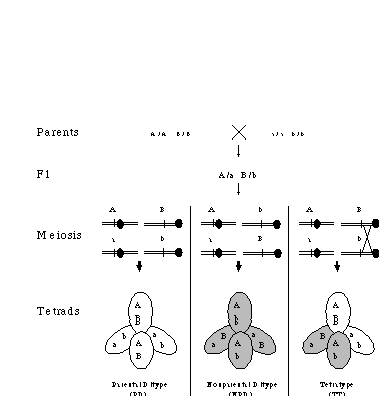 Parents
A/A B/B b/b
F1
A/a B/b
A B A b A B
Meiosis
b B b
Tetrads
A A A
B b B
b a B B b a
a A b a A b a A b
B b B
Parental Ditype Nonparental Ditype Tetratype
(PD) (NPD) (TT)